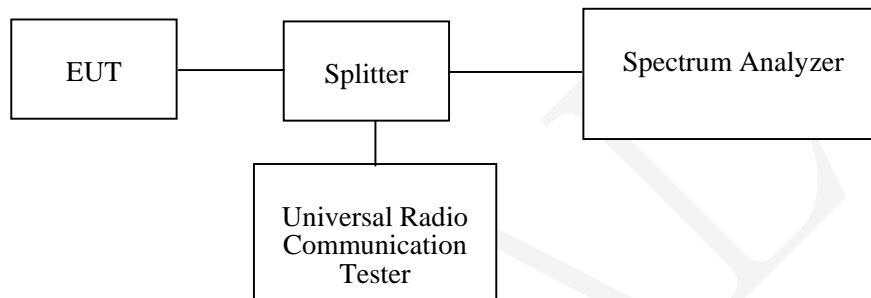 EUT
Splitter
Spectrum Analyzer
Universal Radio
Communication
Tester